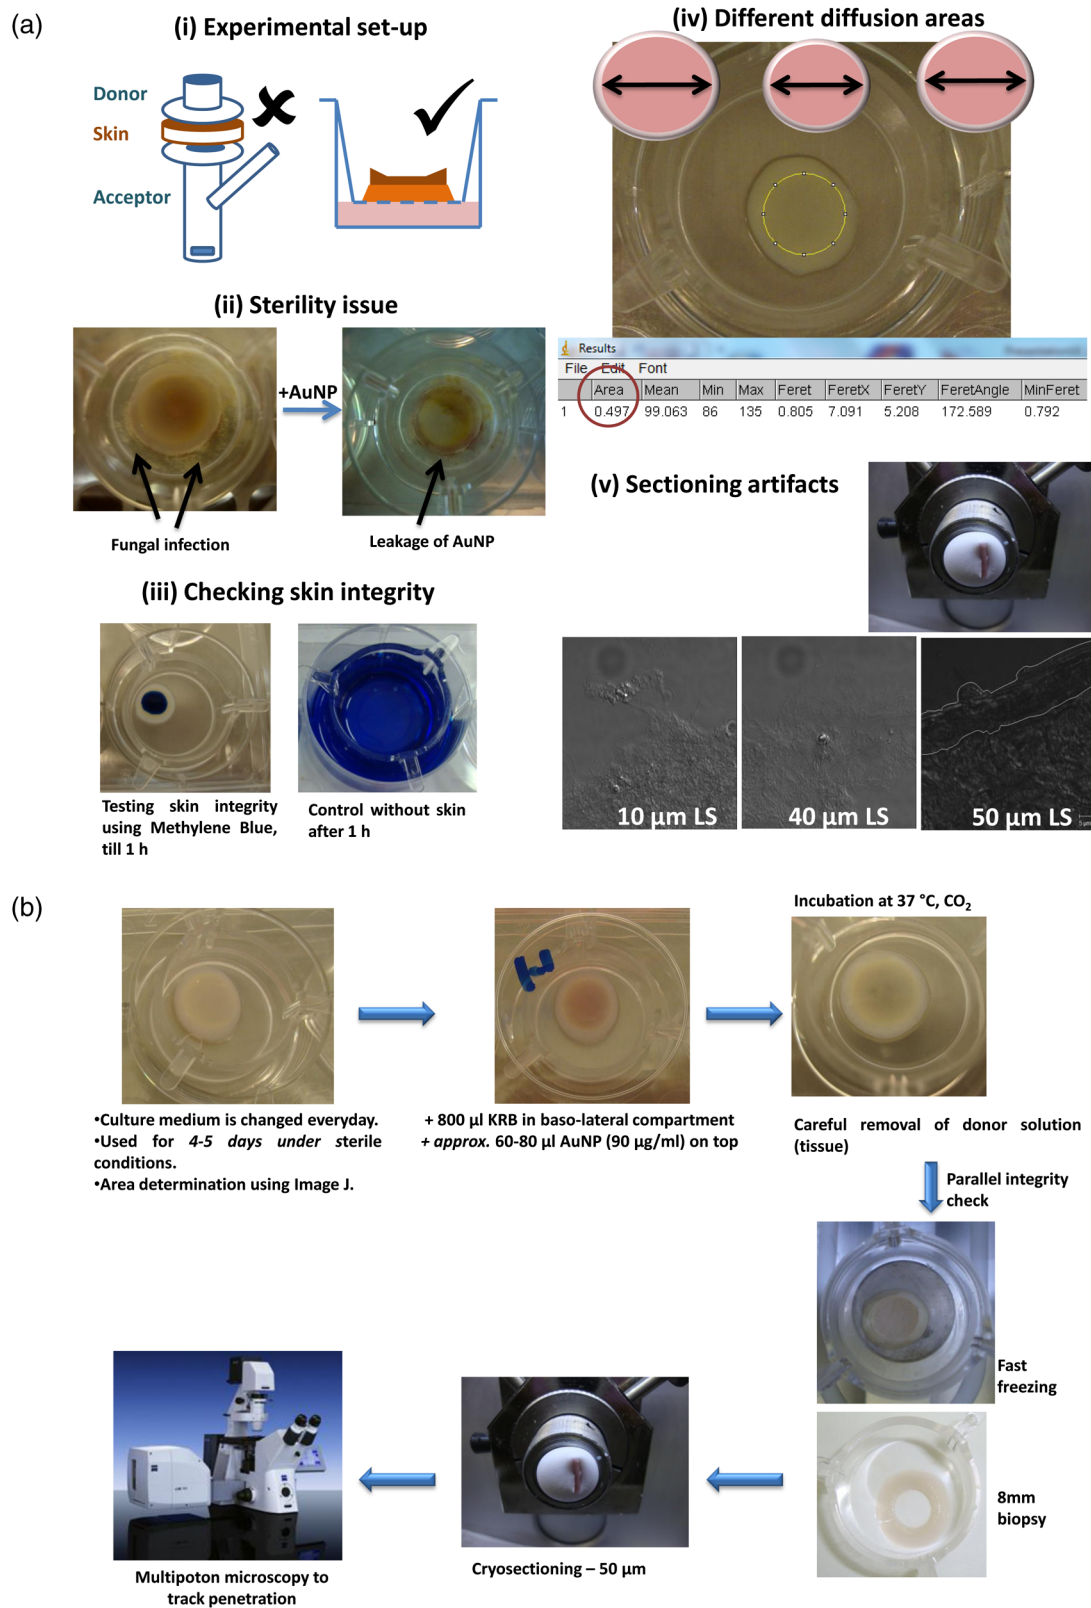 (a)
(i) Experimental set-up
Donor
Skin
Acceptor
(ii) Sterility issue
+AuNP
Fungal infection
Leakage of AuNP
(iii) Checking skin integrity
Testing skin integrity
using Methylene Blue,
till 1 h
Control without skin
after 1 h
(iv) Different diffusion areas
Results
File Edit Font
Area Mean Min Max Feret FeretX FeretY FeretAngle MinFeret
1 0.497 99.063 86 135 0.805 7.091 5.208 172.589 0.792
(v) Sectioning artifacts
10 µm LS
40 µm LS
50 µm LS
5 µm
(b)
•Culture medium is changed everyday.
•Used for 4-5 days under sterile
conditions.
•Area determination using Image J.
+ 800 µl KRB in baso-lateral compartment
+ approx. 60-80 µl AuNP (90 µg/ml) on top
Incubation at 37 °C, CO2
Careful removal of donor solution
(tissue)
Parallel integrity
check
Fast
freezing
8mm
biopsy
Cryosectioning – 50 µm
Multipoton microscopy to
track penetration